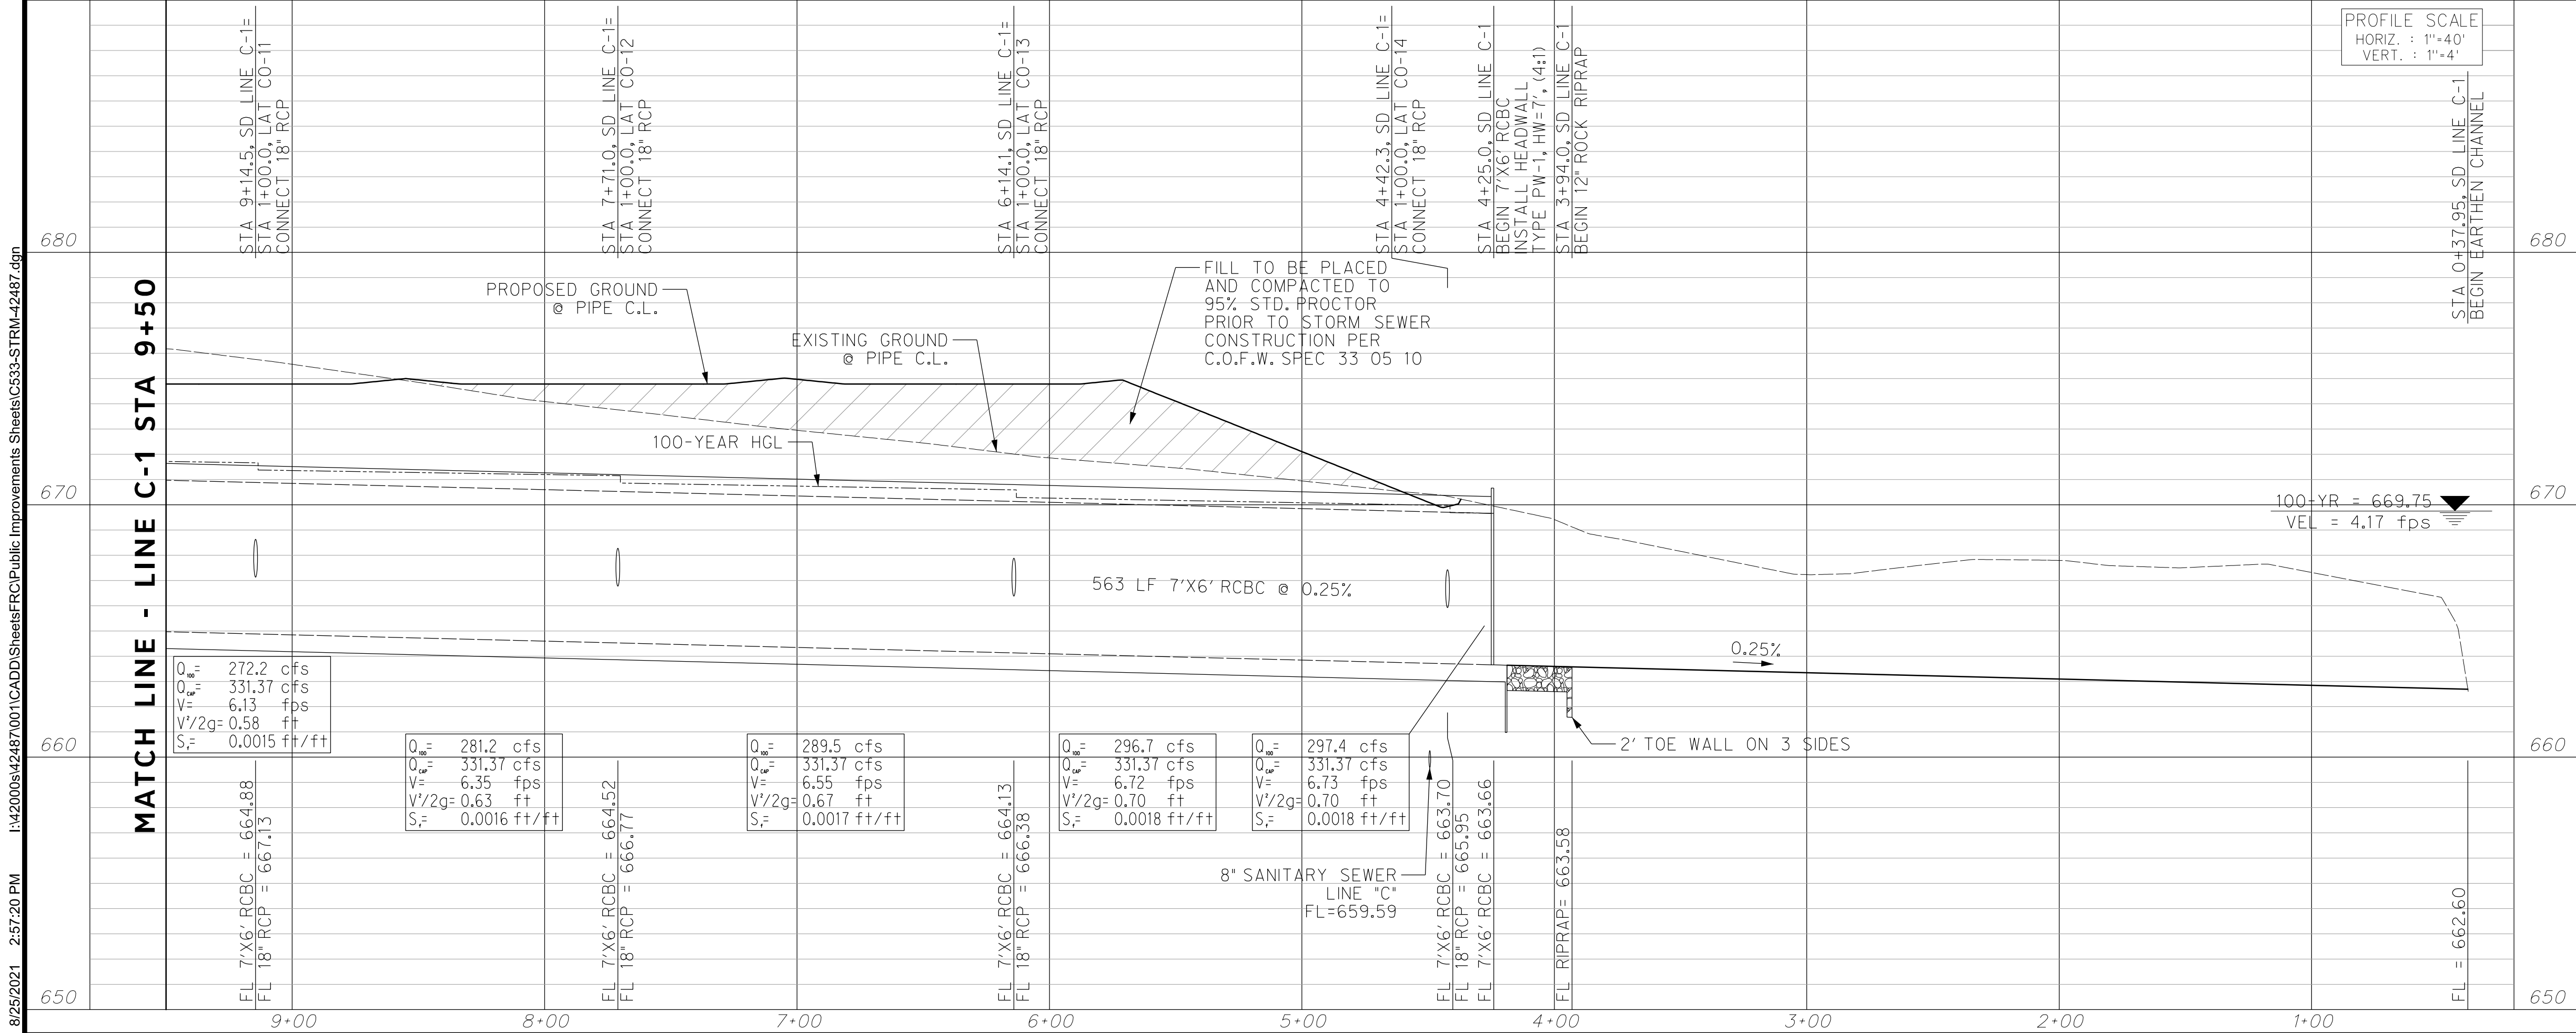 STA 9+14.5, SD LINE C-1=
STA 1+00.0, LAT CO-11
CONNECT 18" RCP
STA 7+71.0, SD LINE C-1=
STA 1+00.0, LAT CO-12
CONNECT 18" RCP
STA 6+14.1, SD LINE C-1=
STA 1+00.0, LAT CO-13
CONNECT 18" RCP
STA 4+42.3, SD LINE C-1=
STA 1+00.0, LAT CO-14
CONNECT 18" RCP
STA 4+25.0, SD LINE C-1
BEGIN 7'X6' RCBC
INSTALL HEADWALL
TYPE PW-1, HW=7', (4:1)
STA 3+94.0, SD LINE C-1
BEGIN 12" ROCK RIPRAP
STA 0+37.95, SD LINE C-1
BEGIN EARTHEN CHANNEL
PROFILE SCALE
HORIZ. : 1"=40'
VERT. : 1"=4'
680
680
PROPOSED GROUND
@ PIPE C.L.
EXISTING GROUND
@ PIPE C.L.
FILL TO BE PLACED
AND COMPACTED TO
95% STD. PROCTOR
PRIOR TO STORM SEWER
CONSTRUCTION PER
C.O.F.W. SPEC 33 05 10
MATCH LINE - LINE C-1 STA 9+50
100-YEAR HGL
670
670
100-YR = 669.75
VEL = 4.17 fps
563 LF 7'X6' RCBC @ 0.25%
0.25%
Q100= 272.2 cfs
QCAP= 331.37 cfs
V= 6.13 fps
V²/2g= 0.58 ft
Sf= 0.0015 ft/ft
Q100= 281.2 cfs
QCAP= 331.37 cfs
V= 6.35 fps
V²/2g= 0.63 ft
Sf= 0.0016 ft/ft
Q100= 289.5 cfs
QCAP= 331.37 cfs
V= 6.55 fps
V²/2g= 0.67 ft
Sf= 0.0017 ft/ft
Q100= 296.7 cfs
QCAP= 331.37 cfs
V= 6.72 fps
V²/2g= 0.70 ft
Sf= 0.0018 ft/ft
Q100= 297.4 cfs
QCAP= 331.37 cfs
V= 6.73 fps
V²/2g= 0.70 ft
Sf= 0.0018 ft/ft
2' TOE WALL ON 3 SIDES
660
660
8" SANITARY SEWER
LINE "C"
FL=659.59
FL 7'X6' RCBC = 664.88
FL 18" RCP = 667.13
FL 7'X6' RCBC = 664.52
FL 18" RCP = 666.77
FL 7'X6' RCBC = 664.13
FL 18" RCP = 666.38
FL 7'X6' RCBC = 663.70
FL 18" RCP = 665.95
FL 7'X6' RCBC = 663.66
FL RIPRAP= 663.58
FL = 662.60
650
650
9+00
8+00
7+00
6+00
5+00
4+00
3+00
2+00
1+00
8/25/2021 2:57:20 PM I:\42000s\42487\001\CADD\SheetsFRC\Public Improvements Sheets\C533-STRM-42487.dgn